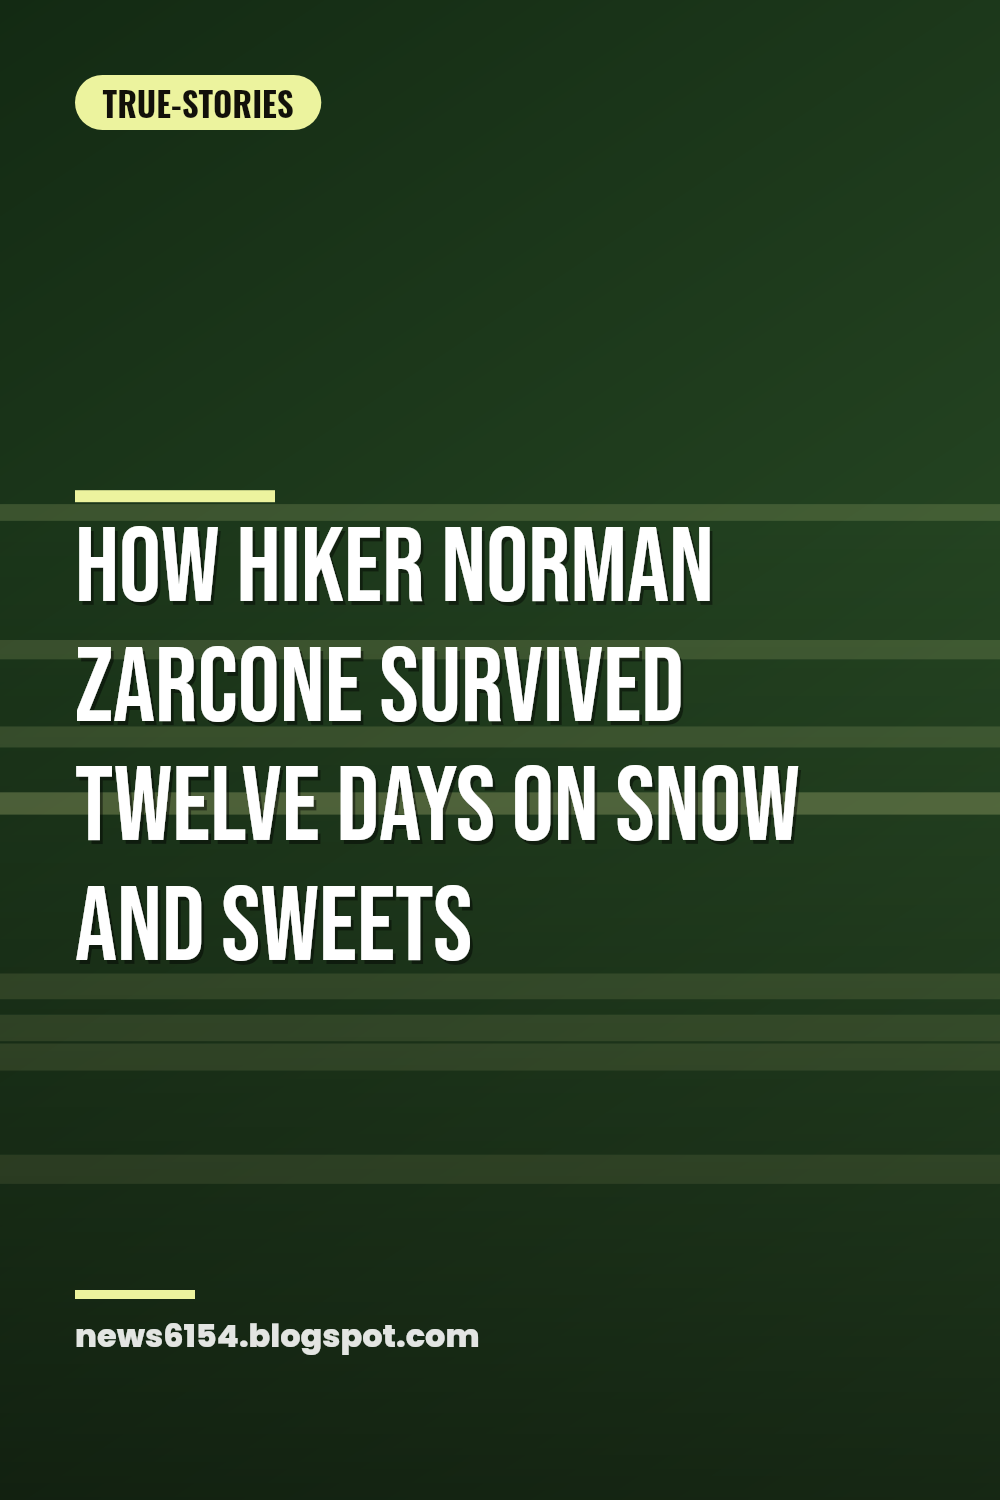 TRUE-STORIES
HOW HIKER NORMAN
ZARCONE SURVIVED
TWELVE DAYS ON SNOW
AND SWEETS
news6154.blogspot.com